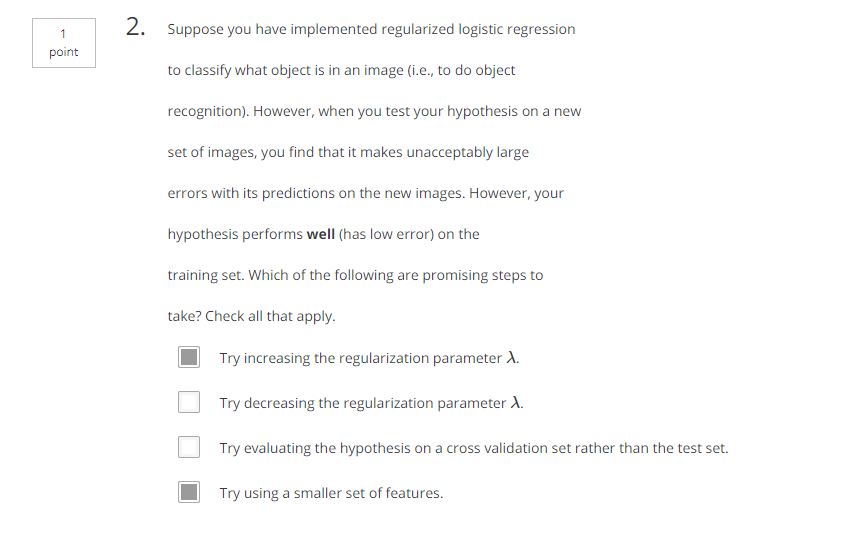 1
point
2.
Suppose you have implemented regularized logistic regression
to classify what object is in an image (i.e., to do object
recognition). However, when you test your hypothesis on a new
set of images, you find that it makes unacceptably large
errors with its predictions on the new images. However, your
hypothesis performs well (has low error) on the
training set. Which of the following are promising steps to
take? Check all that apply.
Try increasing the regularization parameter λ.
Try decreasing the regularization parameter λ.
Try evaluating the hypothesis on a cross validation set rather than the test set.
Try using a smaller set of features.